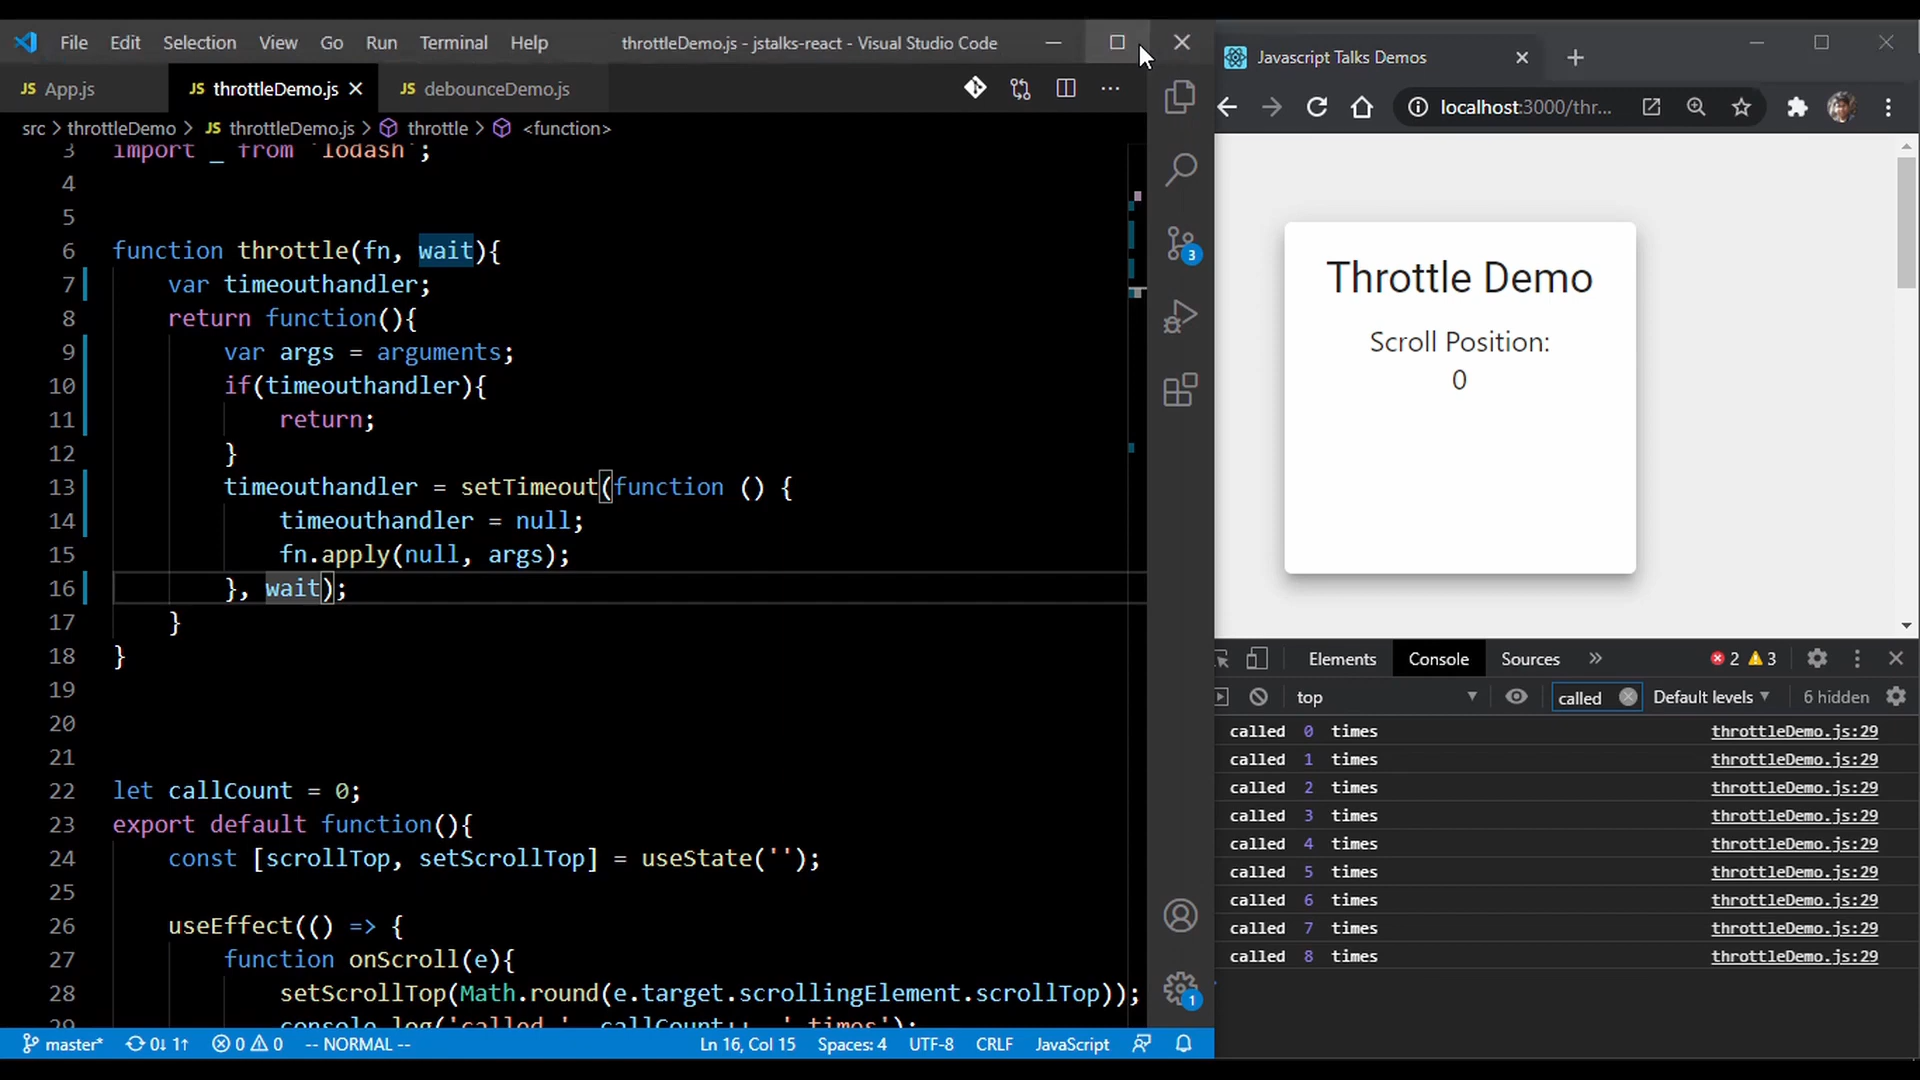 File Edit Selection View Go Run Terminal Help throttleDemo.js - jstalks-react - Visual Studio Code
JS App.js JS throttleDemo.js JS debounceDemo.js
src > throttleDemo > JS throttleDemo.js > throttle > <function>
3 import _ from 'lodash';
4
5
6 function throttle(fn, wait){
7 var timeouthandler;
8 return function(){
9 var args = arguments;
10 if(timeouthandler){
11 return;
12 }
13 timeouthandler = setTimeout(function () {
14 timeouthandler = null;
15 fn.apply(null, args);
16 }, wait);
17 }
18 }
19
20
21
22 let callCount = 0;
23 export default function(){
24 const [scrollTop, setScrollTop] = useState('');
25
26 useEffect(() => {
27 function onScroll(e){
28 setScrollTop(Math.round(e.target.scrollingElement.scrollTop));
29 console.log('called ', callCount++, ' times');
master* 0↓ 1↑ 0 0 -- NORMAL -- Ln 16, Col 15 Spaces: 4 UTF-8 CRLF JavaScript
3
1
Javascript Talks Demos
localhost:3000/thr...
Throttle Demo
Scroll Position:
0
Elements Console Sources » 2 3
top called Default levels 6 hidden
called 0 times throttleDemo.js:29
called 1 times throttleDemo.js:29
called 2 times throttleDemo.js:29
called 3 times throttleDemo.js:29
called 4 times throttleDemo.js:29
called 5 times throttleDemo.js:29
called 6 times throttleDemo.js:29
called 7 times throttleDemo.js:29
called 8 times throttleDemo.js:29